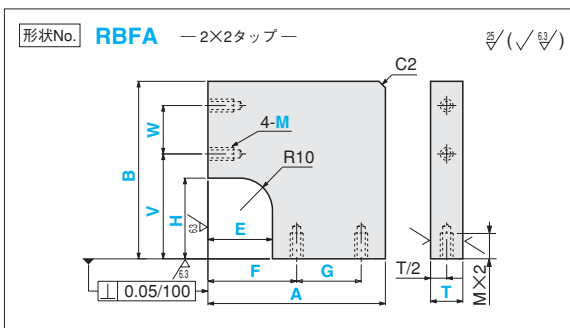 形状No. RBFA —2×2タップ—
25/(√ 6.3/)
C2
4-M
R10
W
B
V
H
E
6.3
6.3
F
G
A
⊥ 0.05/100
T/2
T
M×2